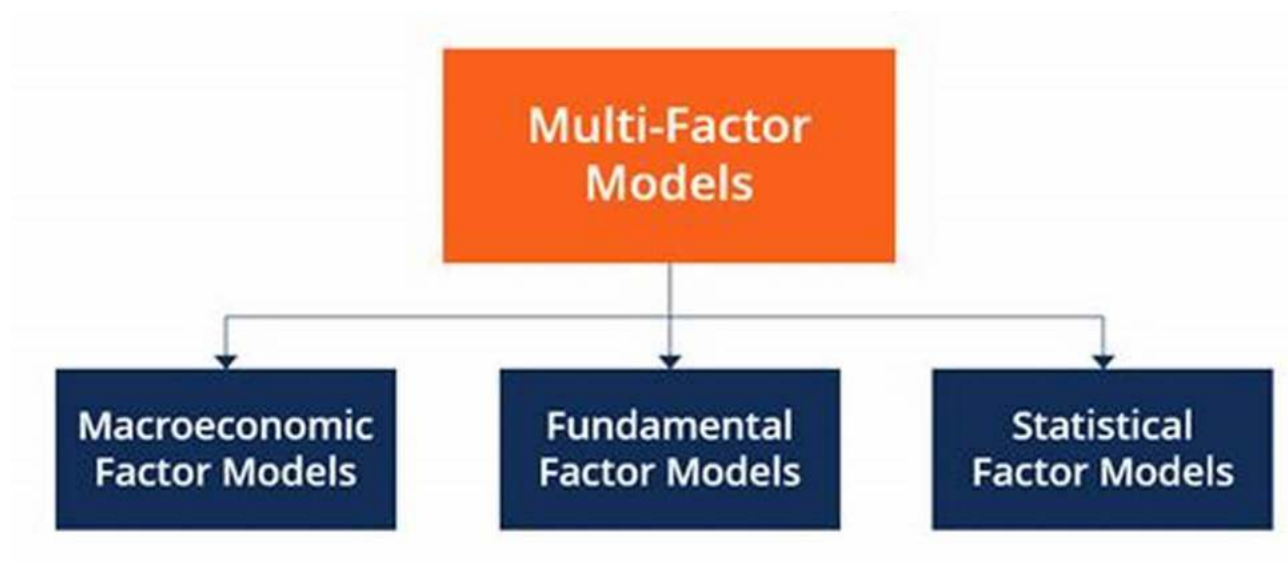 Multi-Factor
Models
Macroeconomic
Factor Models
Fundamental
Factor Models
Statistical
Factor Models